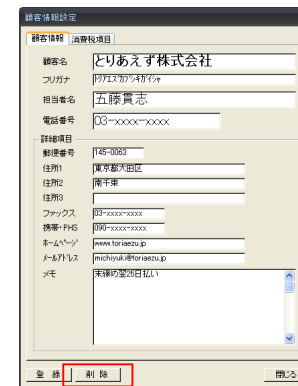 顧客情報設定
顧客情報 消費税項目
顧客名 とりあえず株式会社
フリガナ ﾄﾘｱｴｽﾞｶﾌﾞｼｷｶﾞｲｼｬ
担当者名 五藤貫志
電話番号 03-xxxx-xxxx
詳細項目
郵便番号 145-0063
住所1 東京都大田区
住所2 南千束
住所3
ファックス 03-xxxx-xxxx
携帯・PHS 090-xxxx-xxxx
ホームページ www.toriaezu.jp
メールアドレス michiyuki@toriaezu.jp
メモ 末締め翌25日払い
登 録 削 除 閉じる